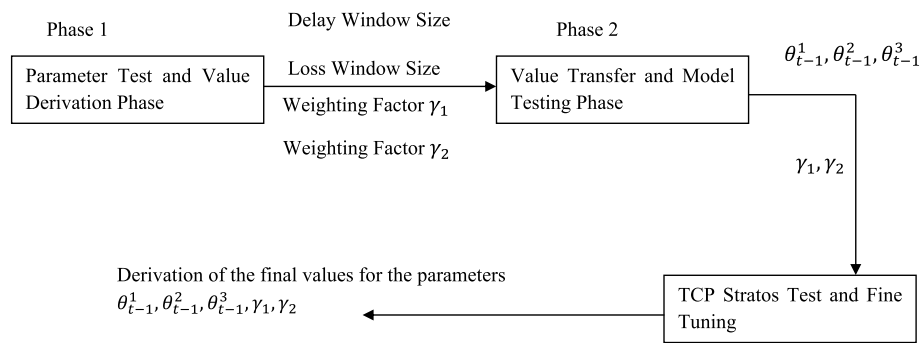 Phase 1
Delay Window Size
Phase 2
Parameter Test and Value
Derivation Phase
Loss Window Size
Weighting Factor γ₁
Weighting Factor γ₂
Value Transfer and Model
Testing Phase
θ¹ₜ₋₁, θ²ₜ₋₁, θ³ₜ₋₁
γ₁, γ₂
Derivation of the final values for the parameters
θ¹ₜ₋₁, θ²ₜ₋₁, θ³ₜ₋₁, γ₁, γ₂
TCP Stratos Test and Fine
Tuning